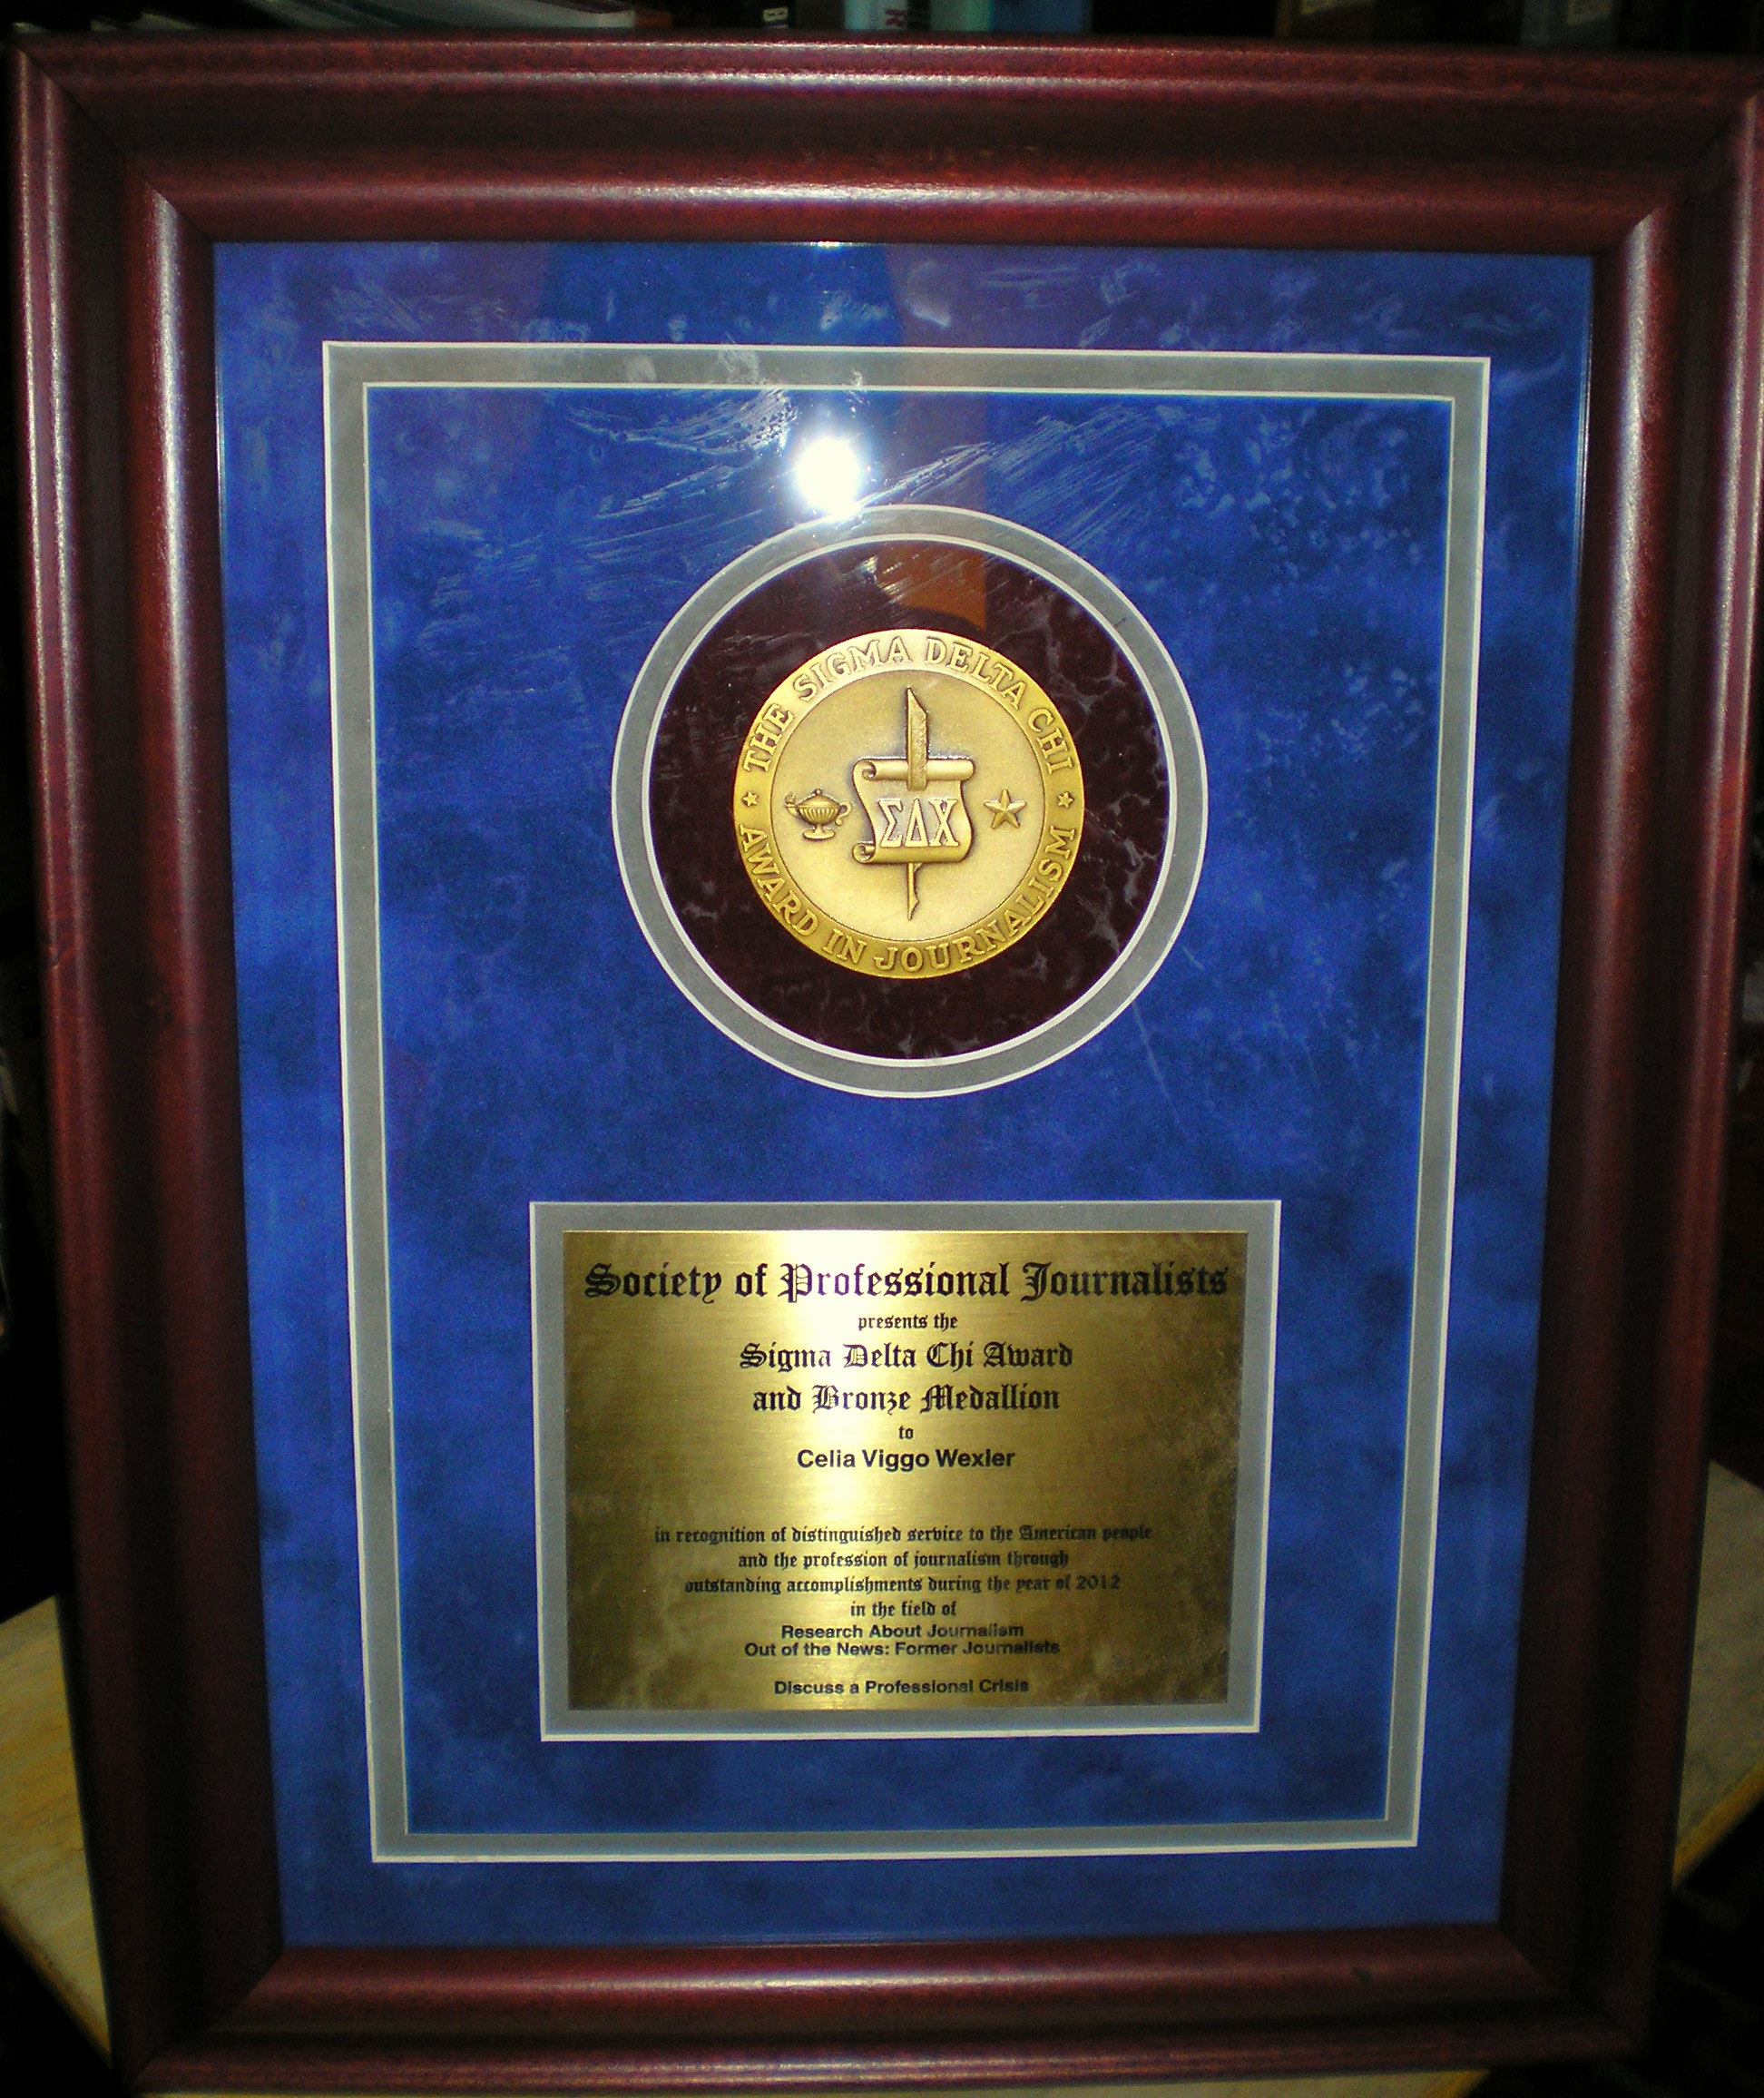 THE SIGMA DELTA CHI
AWARD IN JOURNALISM
ΣΔΧ
Society of Professional Journalists
presents the
Sigma Delta Chi Award
and Bronze Medallion
to
Celia Viggo Wexler
in recognition of distinguished service to the American people
and the profession of journalism through
outstanding accomplishments during the year of 2012
in the field of
Research About Journalism
Out of the News: Former Journalists
Discuss a Professional Crisis